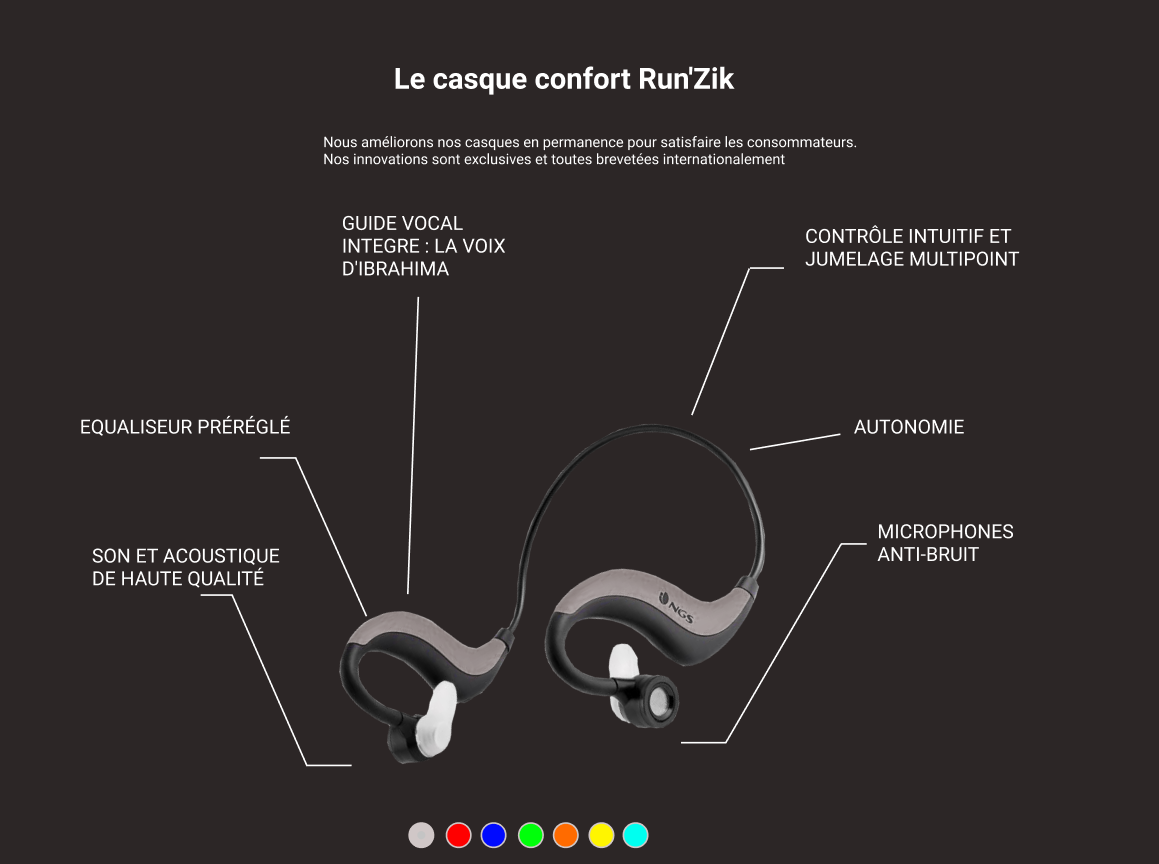 Le casque confort Run'Zik
Nous améliorons nos casques en permanence pour satisfaire les consommateurs.
Nos innovations sont exclusives et toutes brevetées internationalement
GUIDE VOCAL
INTEGRE : LA VOIX
D'IBRAHIMA
CONTRÔLE INTUITIF ET
JUMELAGE MULTIPOINT
EQUALISEUR PRÉRÉGLÉ
AUTONOMIE
SON ET ACOUSTIQUE
DE HAUTE QUALITÉ
MICROPHONES
ANTI-BRUIT
NGS